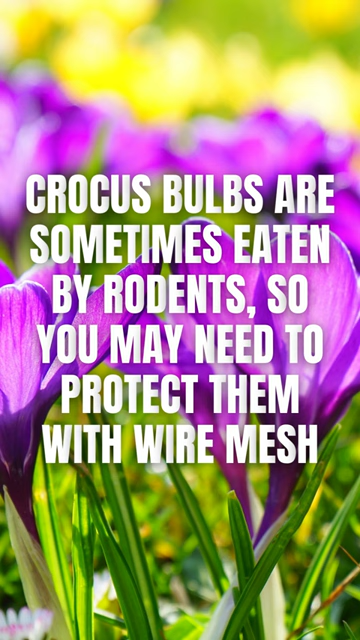 CROCUS BULBS ARE
SOMETIMES EATEN
BY RODENTS, SO
YOU MAY NEED TO
PROTECT THEM
WITH WIRE MESH